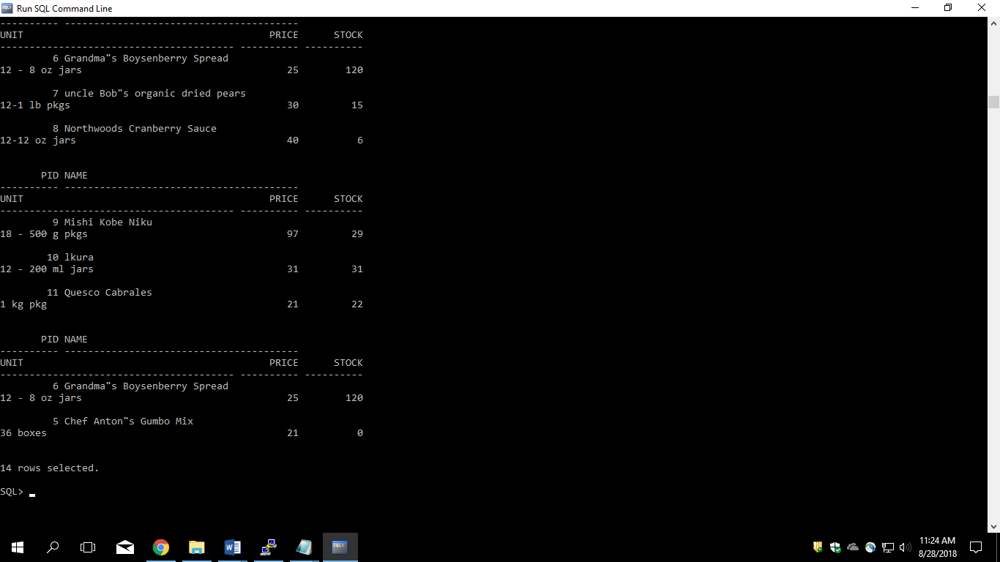 Run SQL Command Line
---------- ----------------------------------------
UNIT                                          PRICE      STOCK
---------------------------------------- ---------- ----------
         6 Grandma"s Boysenberry Spread
12 - 8 oz jars                                   25        120
         7 uncle Bob"s organic dried pears
12-1 lb pkgs                                     30         15
         8 Northwoods Cranberry Sauce
12-12 oz jars                                    40          6
       PID NAME
---------- ----------------------------------------
UNIT                                          PRICE      STOCK
---------------------------------------- ---------- ----------
         9 Mishi Kobe Niku
18 - 500 g pkgs                                  97         29
        10 lkura
12 - 200 ml jars                                 31         31
        11 Quesco Cabrales
1 kg pkg                                         21         22
       PID NAME
---------- ----------------------------------------
UNIT                                          PRICE      STOCK
---------------------------------------- ---------- ----------
         6 Grandma"s Boysenberry Spread
12 - 8 oz jars                                   25        120
         5 Chef Anton"s Gumbo Mix
36 boxes                                         21          0
14 rows selected.
SQL>
11:24 AM
8/28/2018